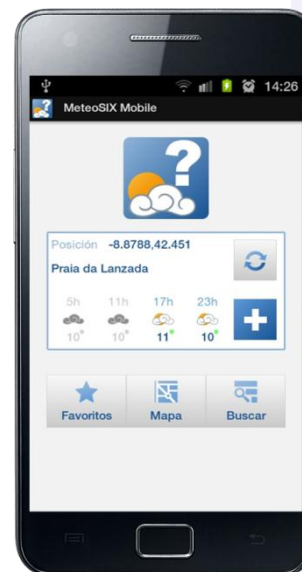 14:26
MeteoSIX Mobile
?
Posición -8.8788,42.451
Praia da Lanzada
5h 11h 17h 23h
10° 10° 11° 10°
Favoritos Mapa Buscar